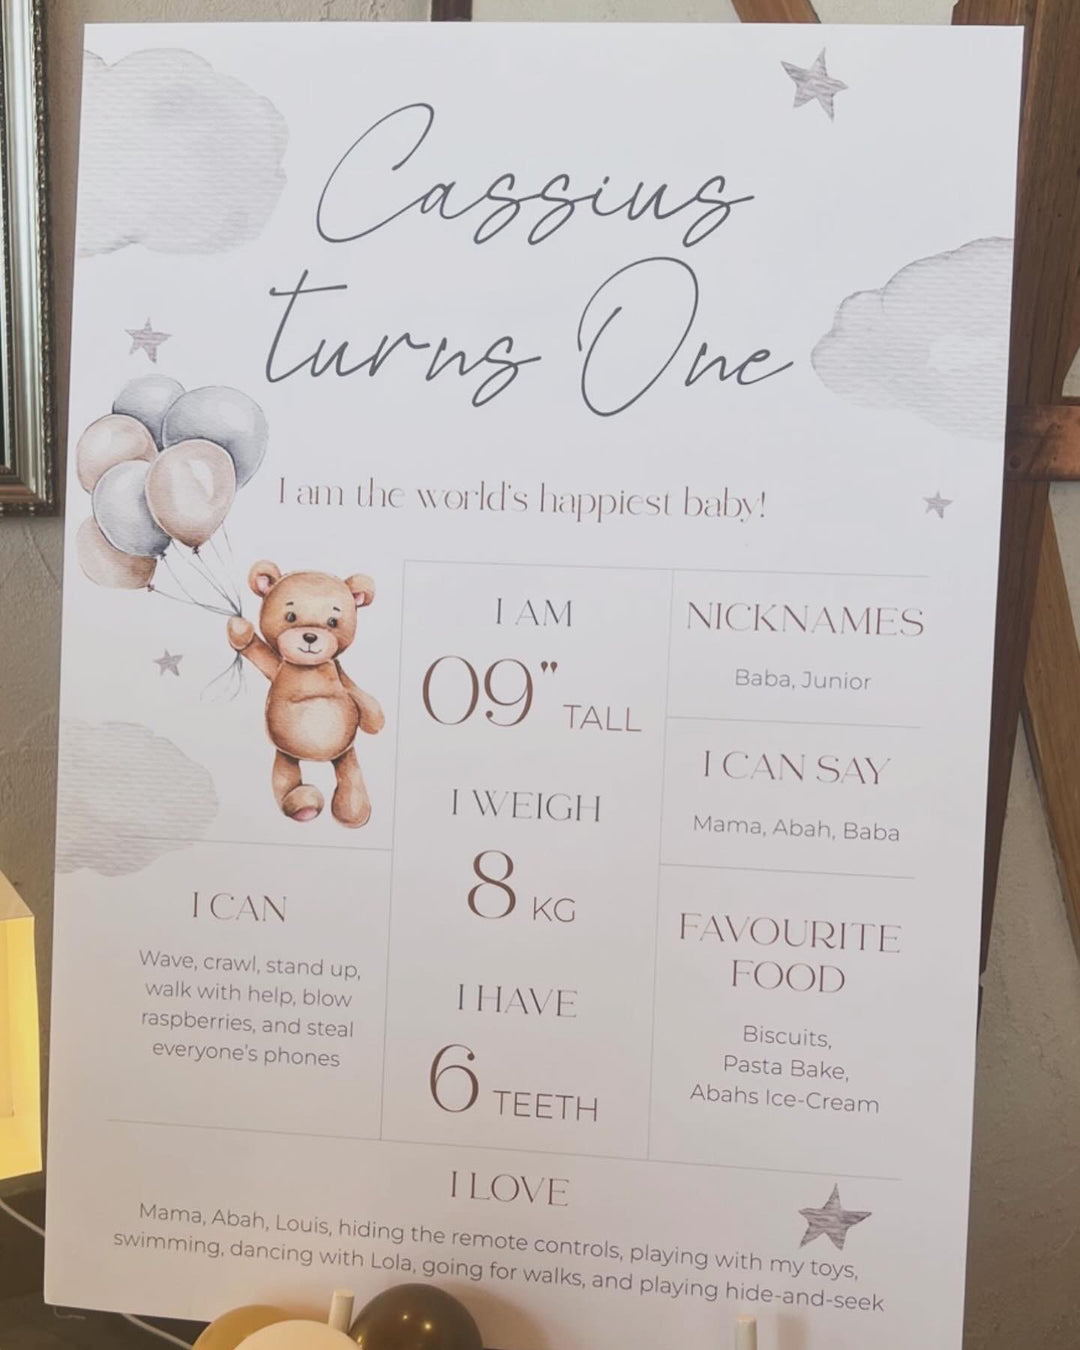 Cassius
turns One
I am the world's happiest baby!
I AM
09" TALL
I WEIGH
8 KG
I HAVE
6 TEETH
NICKNAMES
Baba, Junior
I CAN SAY
Mama, Abah, Baba
FAVOURITE
FOOD
Biscuits,
Pasta Bake,
Abahs Ice-Cream
I CAN
Wave, crawl, stand up,
walk with help, blow
raspberries, and steal
everyone's phones
I LOVE
Mama, Abah, Louis, hiding the remote controls, playing with my toys,
swimming, dancing with Lola, going for walks, and playing hide-and-seek